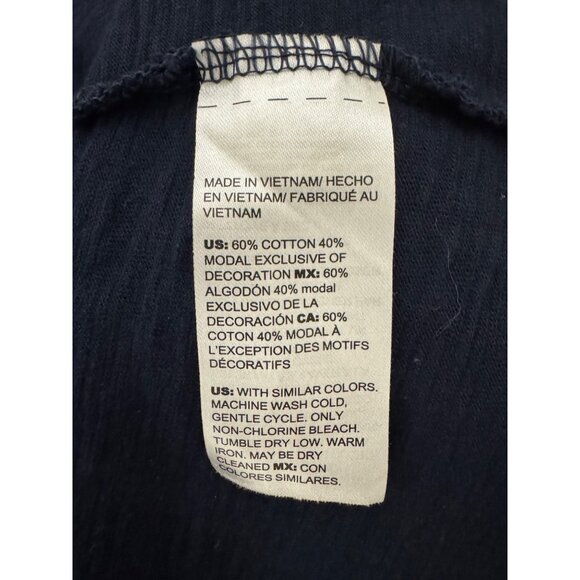 MADE IN VIETNAM/ HECHO
EN VIETNAM/ FABRIQUÉ AU
VIETNAM
US: 60% COTTON 40%
MODAL EXCLUSIVE OF
DECORATION MX: 60%
ALGODÓN 40% modal
EXCLUSIVO DE LA
DECORACIÓN CA: 60%
COTON 40% MODAL À
L'EXCEPTION DES MOTIFS
DÉCORATIFS
US: WITH SIMILAR COLORS.
MACHINE WASH COLD,
GENTLE CYCLE. ONLY
NON-CHLORINE BLEACH.
TUMBLE DRY LOW. WARM
IRON. MAY BE DRY
CLEANED MX: CON
COLORES SIMILARES.